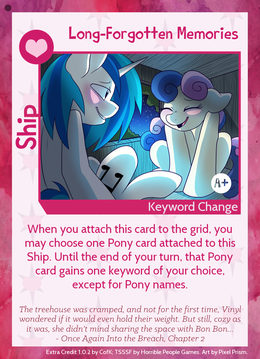 Long-Forgotten Memories
Ship
A+
Keyword Change
When you attach this card to the grid, you
may choose one Pony card attached to this
Ship. Until the end of your turn, that Pony
card gains one keyword of your choice,
except for Pony names.
The treehouse was cramped, and not for the first time, Vinyl
wondered if it would even hold their weight. But still, cozy as
it was, she didn't mind sharing the space with Bon Bon...
- Once Again Into the Breach, Chapter 2
Extra Credit 1.0.2 by CofK, TSSSF by Horrible People Games. Art by Pixel Prism.